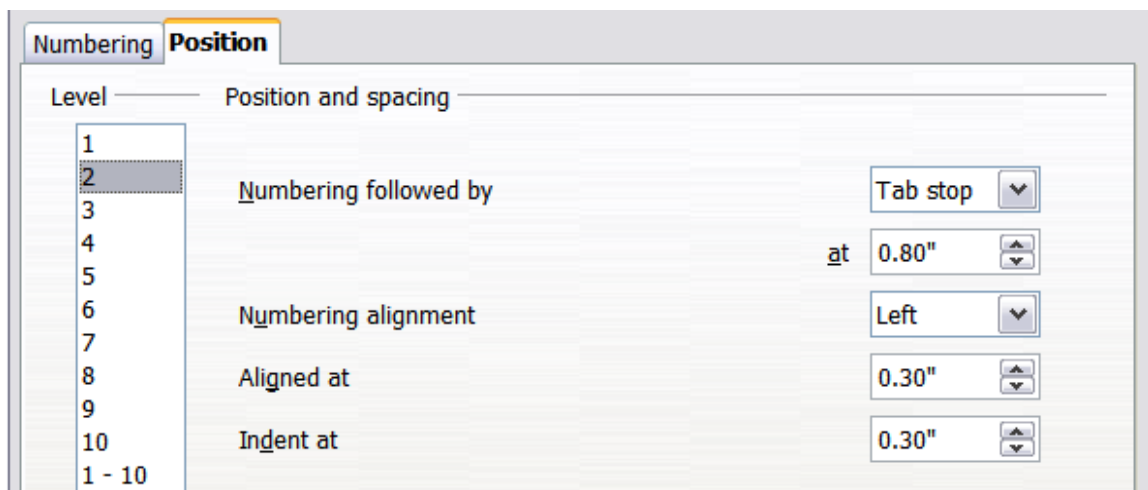 Numbering Position
Level Position and spacing
1
2
Numbering followed by Tab stop
3
4
at 0.80"
5
6
Numbering alignment Left
7
8
Aligned at 0.30"
9
10
Indent at 0.30"
1 - 10